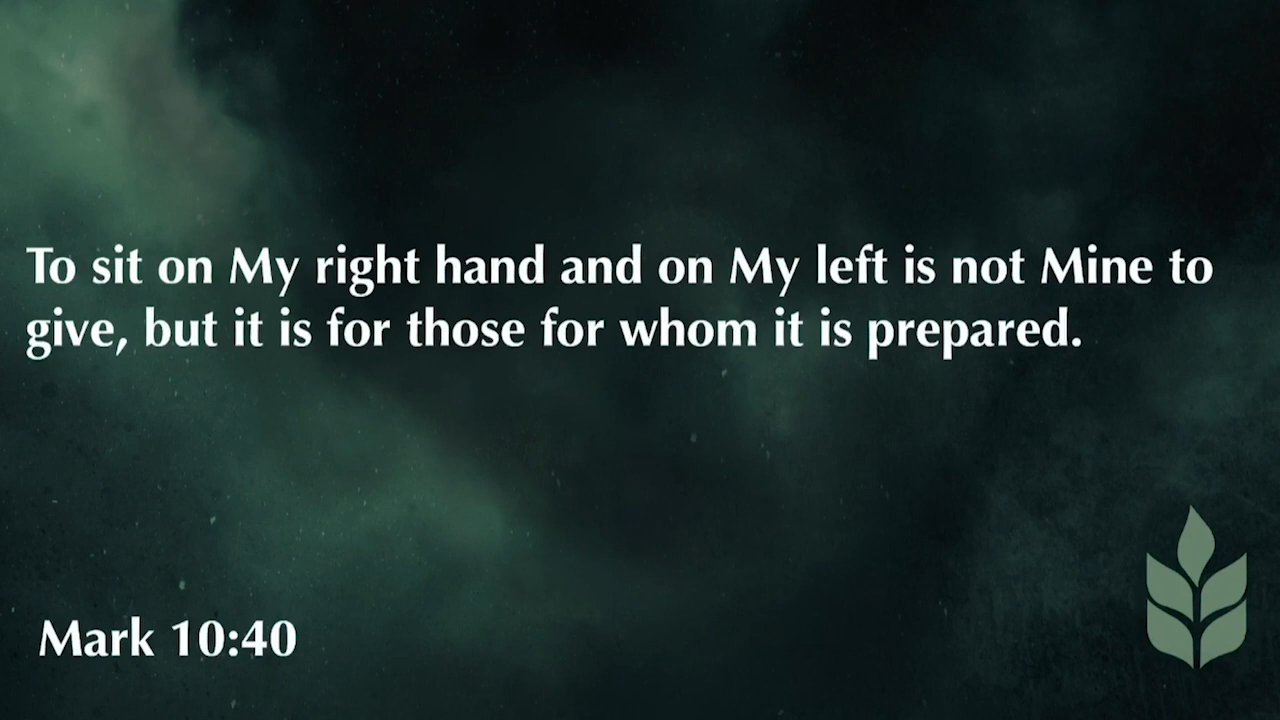 To sit on My right hand and on My left is not Mine to
give, but it is for those for whom it is prepared.
Mark 10:40